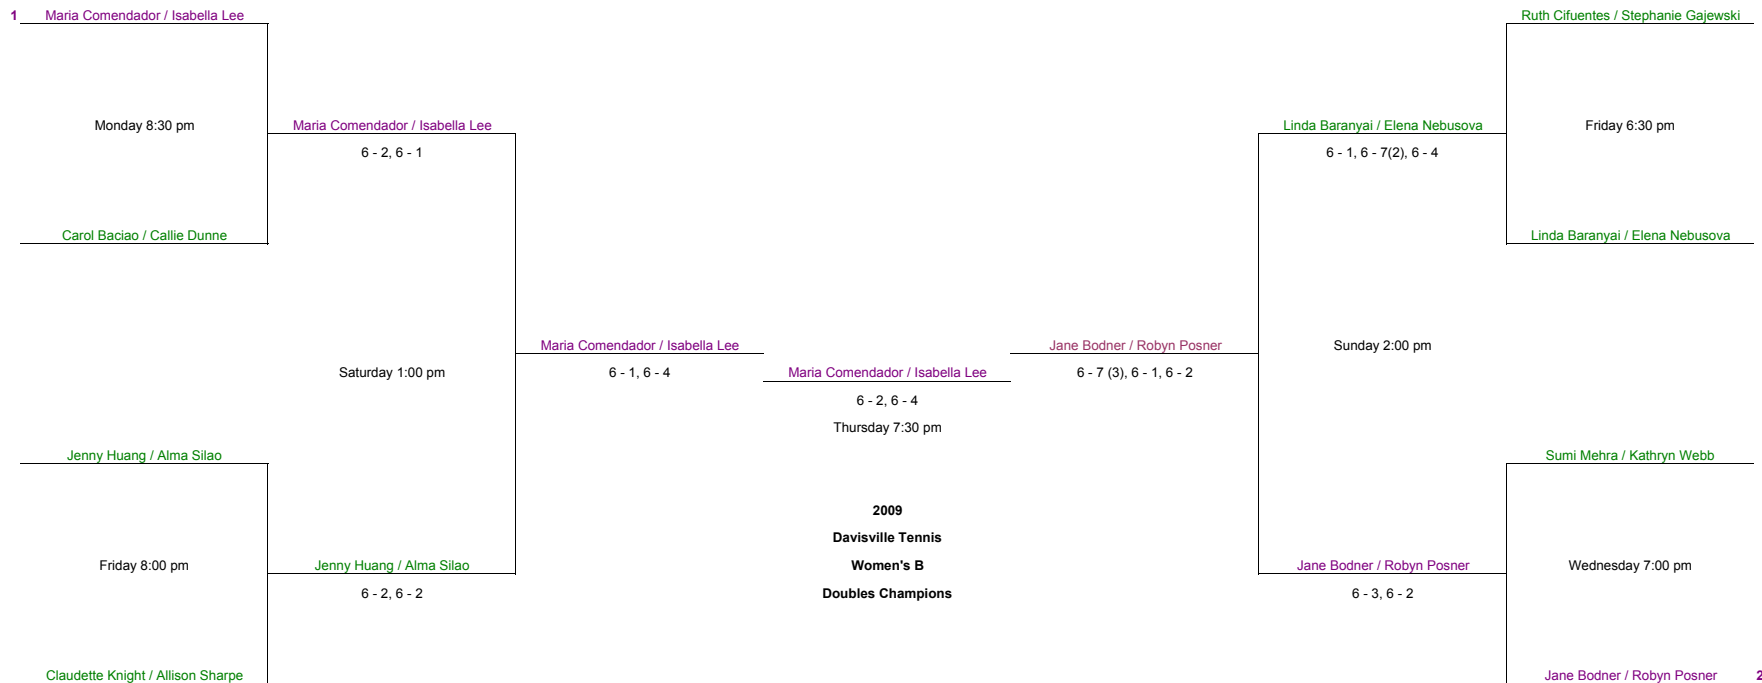 1 Maria Comendador / Isabella Lee
Ruth Cifuentes / Stephanie Gajewski
Monday 8:30 pm
Maria Comendador / Isabella Lee
Linda Baranyai / Elena Nebusova
Friday 6:30 pm
6 - 2, 6 - 1
6 - 1, 6 - 7(2), 6 - 4
Carol Baciao / Callie Dunne
Linda Baranyai / Elena Nebusova
Maria Comendador / Isabella Lee
Jane Bodner / Robyn Posner
Sunday 2:00 pm
Saturday 1:00 pm
6 - 1, 6 - 4
Maria Comendador / Isabella Lee
6 - 7 (3), 6 - 1, 6 - 2
6 - 2, 6 - 4
Thursday 7:30 pm
Jenny Huang / Alma Silao
Sumi Mehra / Kathryn Webb
2009
Davisville Tennis
Women's B
Doubles Champions
Friday 8:00 pm
Jenny Huang / Alma Silao
Jane Bodner / Robyn Posner
Wednesday 7:00 pm
6 - 2, 6 - 2
6 - 3, 6 - 2
Claudette Knight / Allison Sharpe
Jane Bodner / Robyn Posner 2